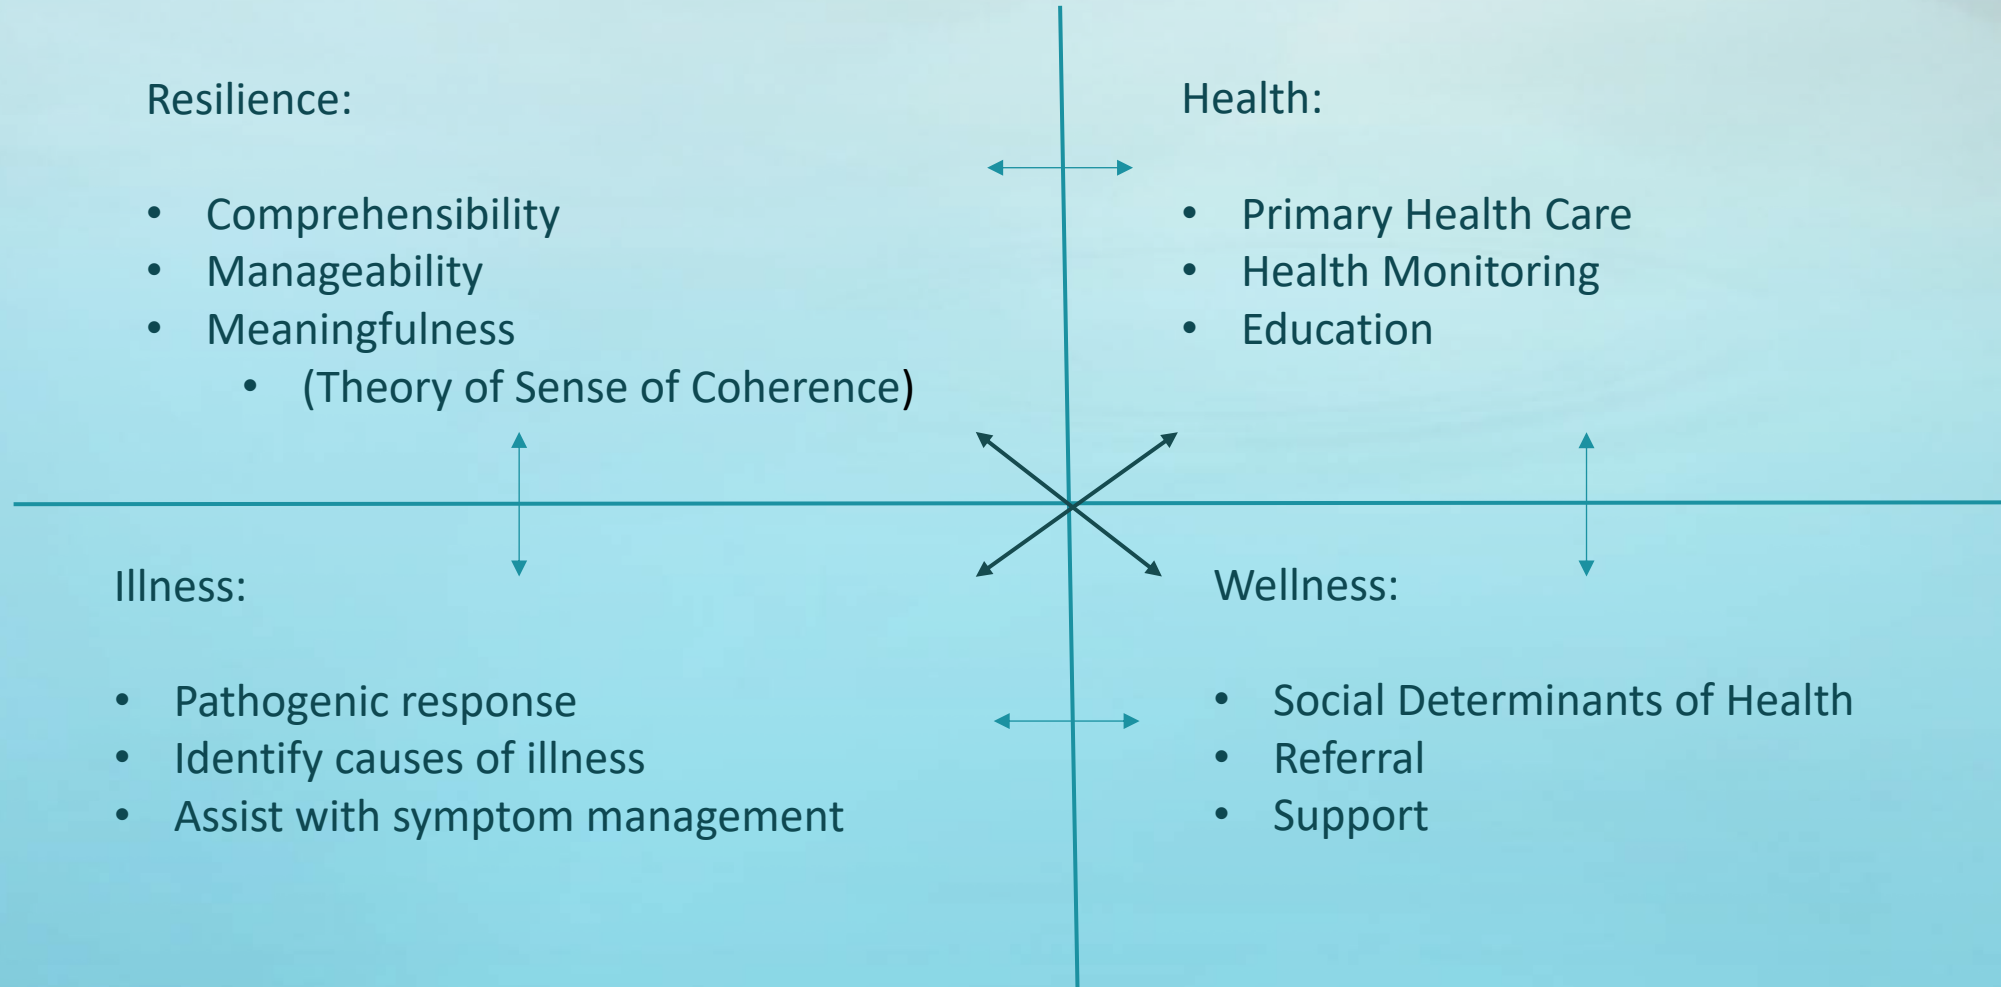 Resilience:
• Comprehensibility
• Manageability
• Meaningfulness
• (Theory of Sense of Coherence)
Health:
• Primary Health Care
• Health Monitoring
• Education
Illness:
• Pathogenic response
• Identify causes of illness
• Assist with symptom management
Wellness:
• Social Determinants of Health
• Referral
• Support